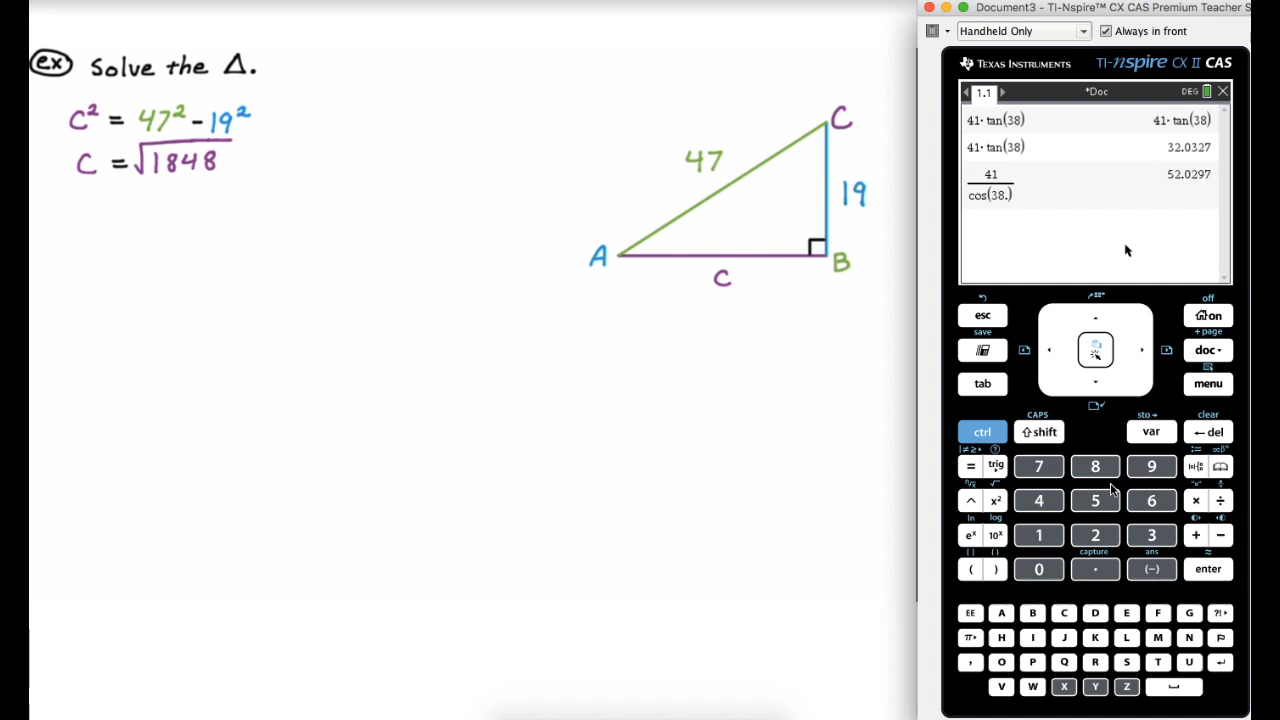 Document3 - TI-Nspire™ CX CAS Premium Teacher S
Handheld Only
Always in front
ex Solve the Δ.
c² = 47² - 19²
c = √1848
C
47
19
A
B
c
TEXAS INSTRUMENTS TI-nspire CX II CAS
1.1 *Doc DEG
41·tan(38) 41·tan(38)
41·tan(38) 32.0327
41 52.0297
cos(38.)
off
esc on
save + page
doc
tab menu
CAPS sto→ clear
ctrl shift var ←del
= trig 7 8 9
^ x² 4 5 6 × ÷
ln log
eˣ 10ˣ 1 2 3 + −
[ ] { } capture ans ≈
( ) 0 . (−) enter
EE A B C D E F G ?!▸
π▸ H I J K L M N
, O P Q R S T U
V W X Y Z